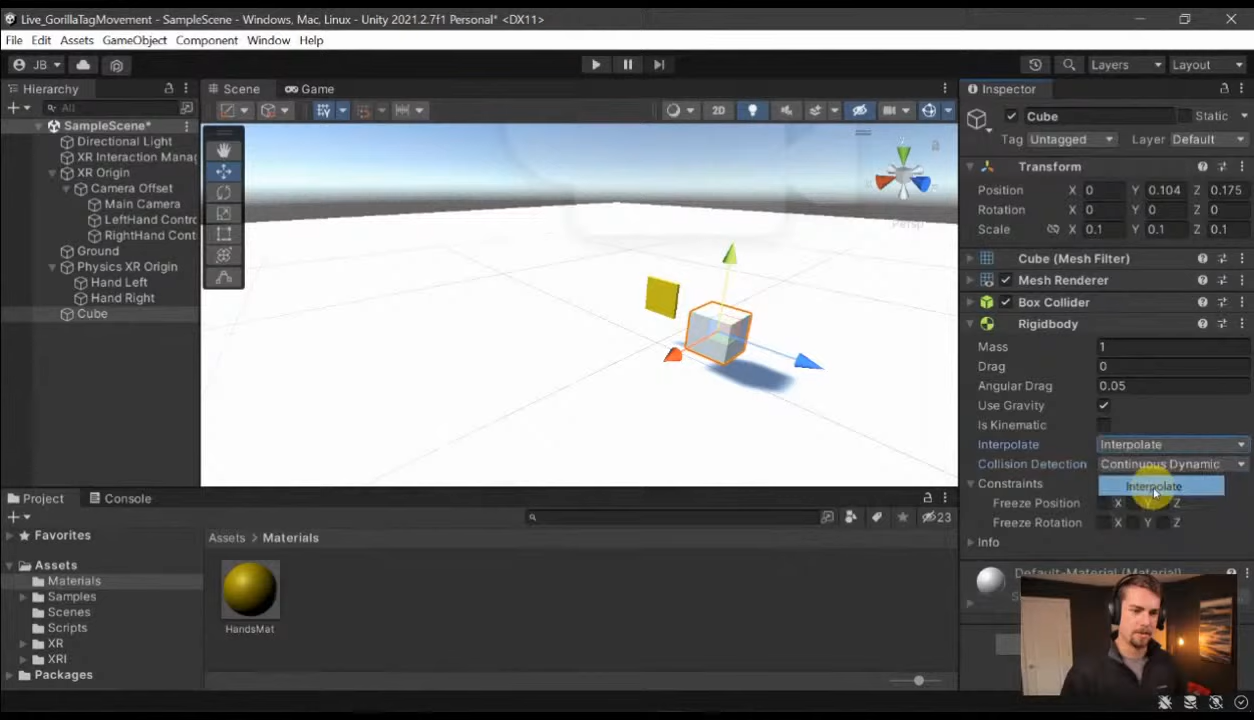 Live_GorillaTagMovement - SampleScene - Windows, Mac, Linux - Unity 2021.2.7f1 Personal* <DX11>
File Edit Assets GameObject Component Window Help
JB Layers Layout
Hierarchy
All
SampleScene*
Directional Light
XR Interaction Manag
XR Origin
Camera Offset
Main Camera
LeftHand Contro
RightHand Cont
Ground
Physics XR Origin
Hand Left
Hand Right
Cube
Scene Game
2D
Persp
Inspector
Cube Static
Tag Untagged Layer Default
Transform
Position X 0 Y 0.104 Z 0.175
Rotation X 0 Y 0 Z 0
Scale X 0.1 Y 0.1 Z 0.1
Cube (Mesh Filter)
Mesh Renderer
Box Collider
Rigidbody
Mass 1
Drag 0
Angular Drag 0.05
Use Gravity
Is Kinematic
Interpolate Interpolate
Collision Detection Continuous Dynamic
Constraints Interpolate
Freeze Position X Y Z
Freeze Rotation X Y Z
Info
Default-Material (Material)
Project Console
23
Favorites
Assets
Materials
Samples
Scenes
Scripts
XR
XRI
Packages
Assets Materials
HandsMat